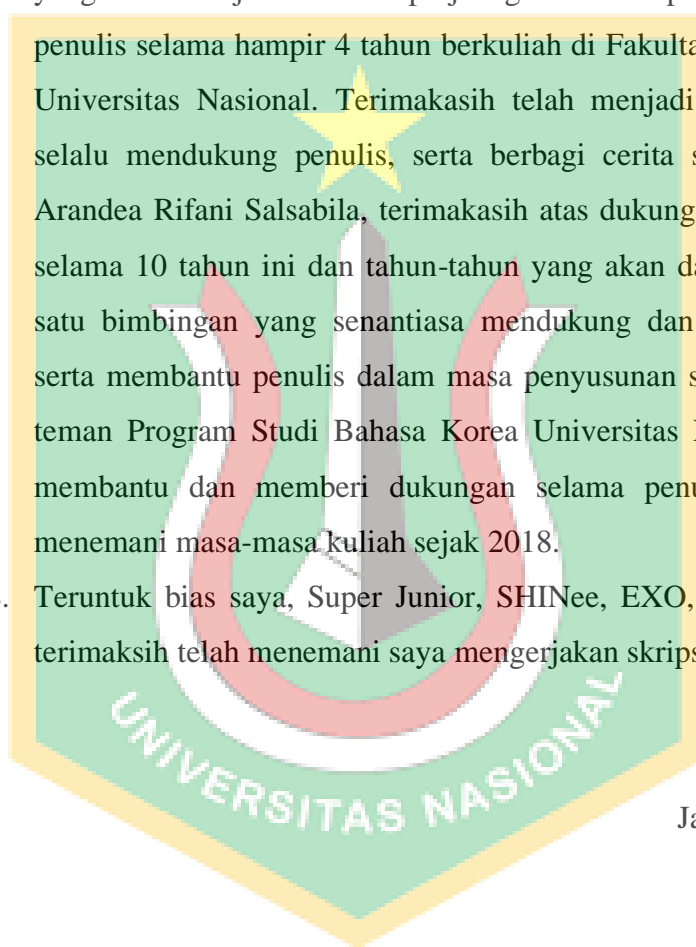 penulis selama hampir 4 tahun berkuliah di Fakulta
Universitas Nasional. Terimakasih telah menjadi
selalu mendukung penulis, serta berbagi cerita s
Arandea Rifani Salsabila, terimakasih atas dukung
selama 10 tahun ini dan tahun-tahun yang akan da
satu bimbingan yang senantiasa mendukung dan
serta membantu penulis dalam masa penyusunan s
teman Program Studi Bahasa Korea Universitas
membantu dan memberi dukungan selama penu
menemani masa-masa kuliah sejak 2018.
Teruntuk bias saya, Super Junior, SHINee, EXO,
terimaksih telah menemani saya mengerjakan skrips
UNIVERSITAS NASIONAL
Ja